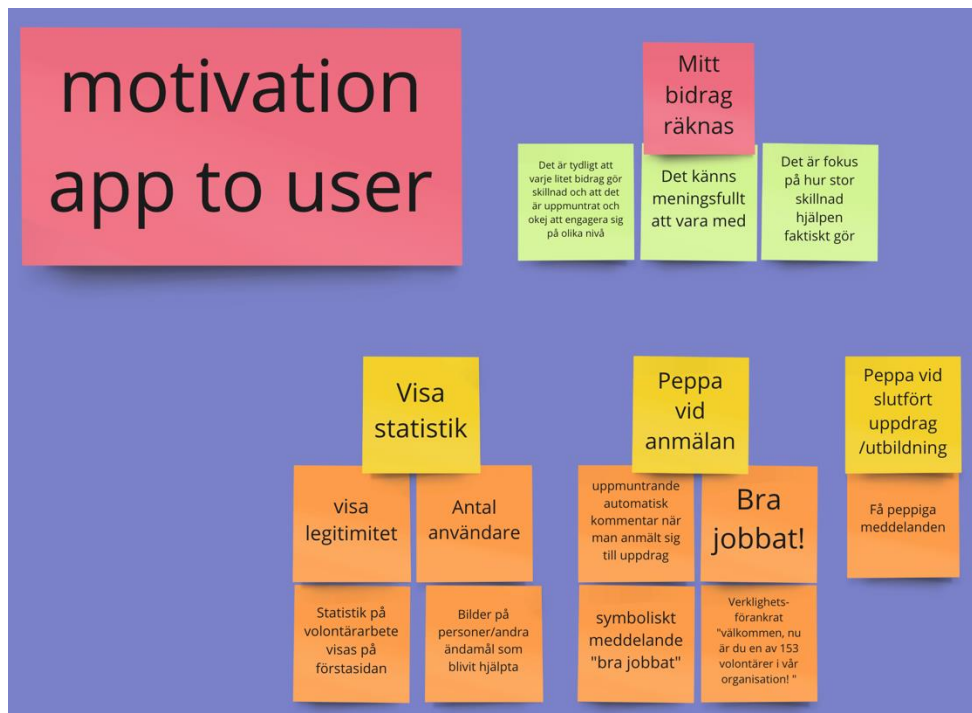 motivation
app to user
Mitt
bidrag
räknas
Det är tydligt att
varje litet bidrag gör
skillnad och att det
är uppmuntrat och
okej att engagera sig
på olika nivå
Det känns
meningsfullt
att vara med
Det är fokus
på hur stor
skillnad
hjälpen
faktiskt gör
Visa
statistik
visa
legitimitet
Antal
användare
Statistik på
volontärarbete
visas på
förstasidan
Bilder på
personer/andra
ändamål som
blivit hjälpta
Peppa
vid
anmälan
uppmuntrande
automatisk
kommentar när
man anmält sig
till uppdrag
Bra
jobbat!
symboliskt
meddelande
"bra jobbat"
Verklighets-
förankrat
"välkommen, nu
är du en av 153
volontärer i vår
organisation! "
Peppa vid
slutfört
uppdrag
/utbildning
Få peppiga
meddelanden